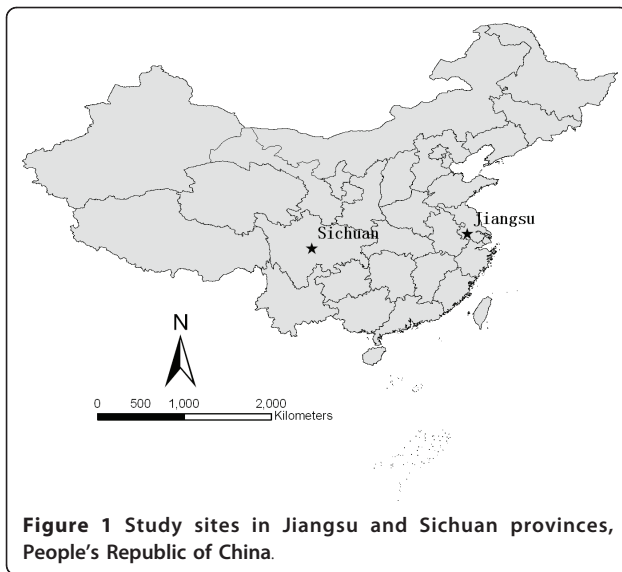 Jiangsu
Sichuan
N
0 500 1,000 2,000
Kilometers
Figure 1 Study sites in Jiangsu and Sichuan provinces,
People's Republic of China.